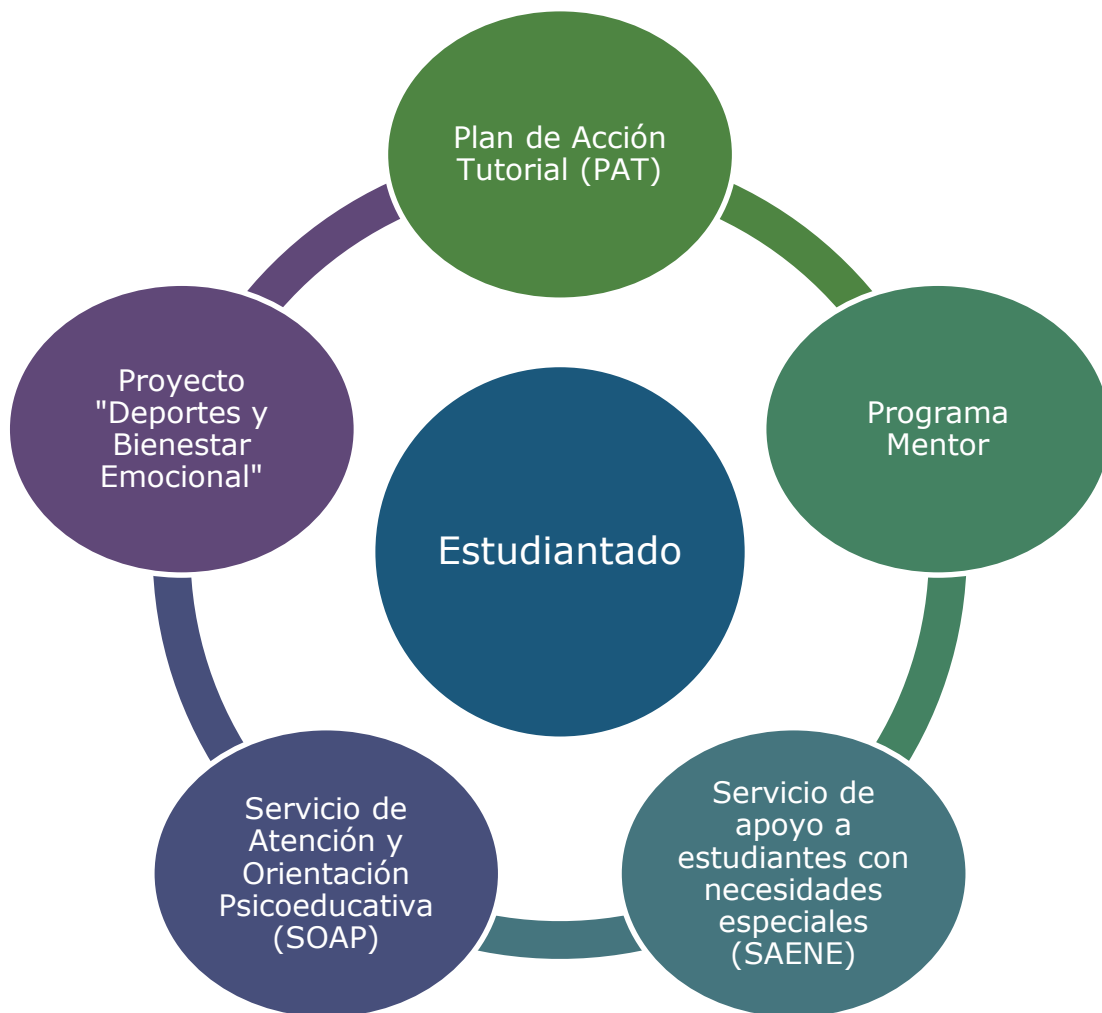 Plan de Acción
Tutorial (PAT)
Proyecto
"Deportes y
Bienestar
Emocional"
Programa
Mentor
Estudiantado
Servicio de
Atención y
Orientación
Psicoeducativa
(SOAP)
Servicio de
apoyo a
estudiantes con
necesidades
especiales
(SAENE)